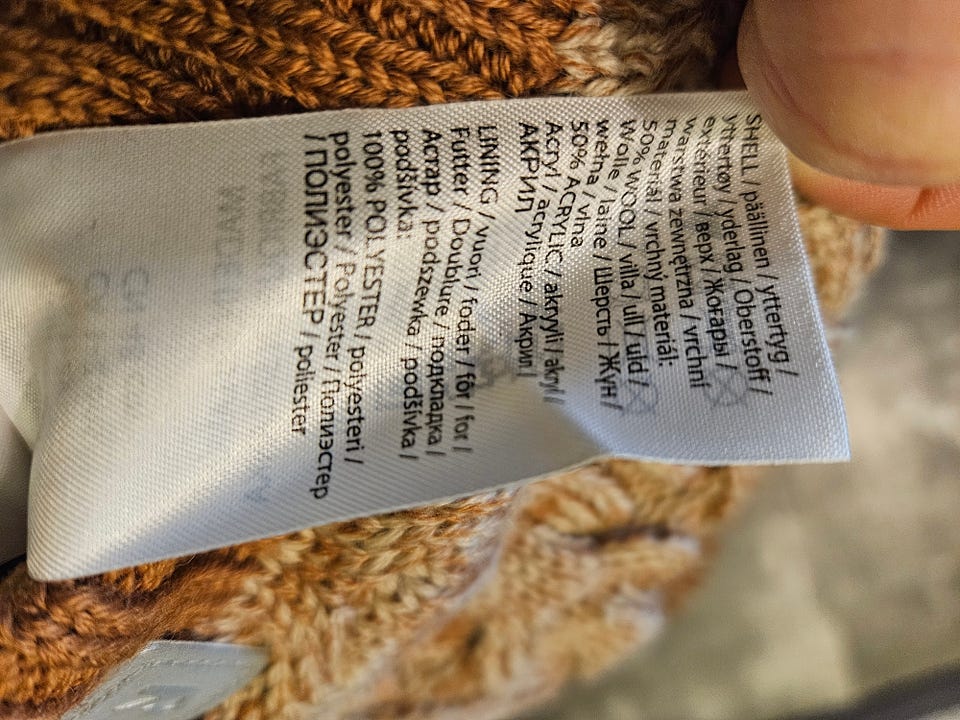 SHELL / päällinen / yttertyg /
yttertøy / yderlag / Oberstoff /
extérieur / верх / Жоғары /
warstwa zewnętrzna / vrchní
materiál / vrchný materiál:
50% WOOL / villa / ull / uld /
Wolle / laine / Шерсть / Жүн /
wełna / vlna
50% ACRYLIC / akryyli / akryl /
Acryl / acrylique / Акрил /
АКРИЛ
LINING / vuori / foder / fôr / for /
Futter / Doublure / подкладка /
Астар / podszewka / podšívka /
podšívka:
100% POLYESTER / polyesteri /
polyester / Polyester / Полиэстер
/ ПОЛИЭСТЕР / poliester